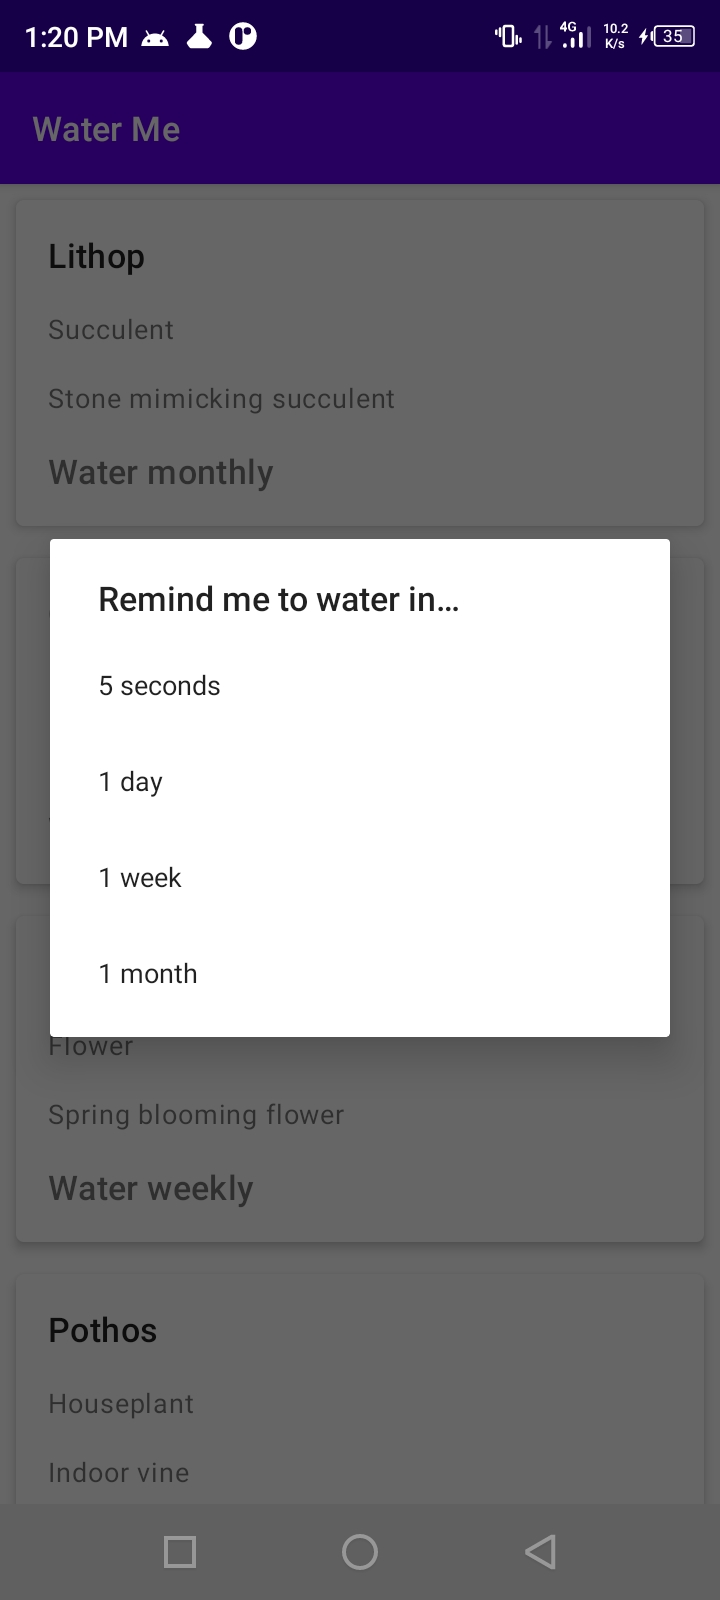 1:20 PM 4G 10.2 K/s 35
Water Me
Lithop
Succulent
Stone mimicking succulent
Water monthly
Remind me to water in…
5 seconds
1 day
1 week
1 month
Flower
Spring blooming flower
Water weekly
Pothos
Houseplant
Indoor vine